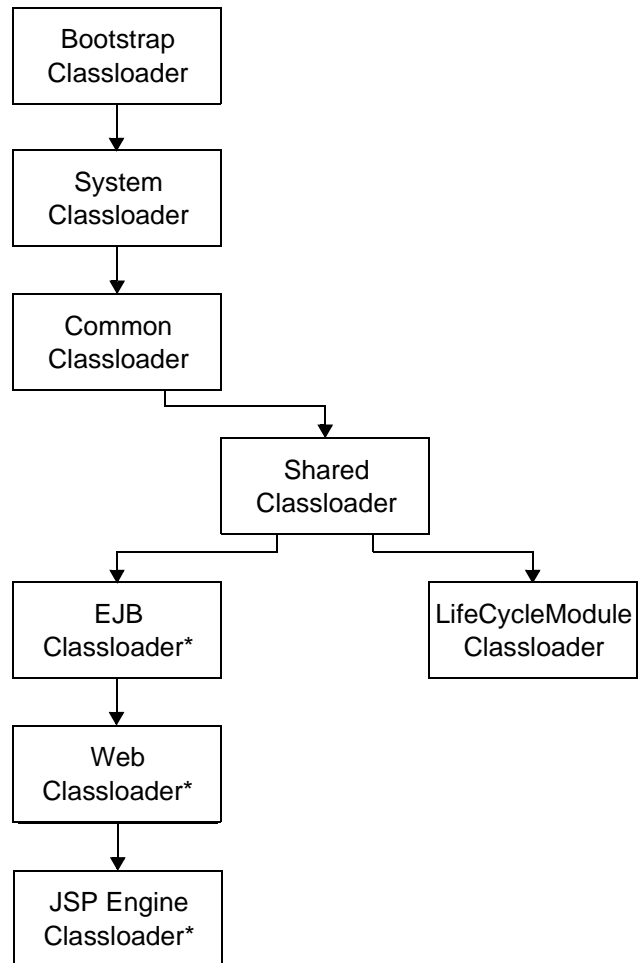 Bootstrap
Classloader
System
Classloader
Common
Classloader
Shared
Classloader
EJB
Classloader*
LifeCycleModule
Classloader
Web
Classloader*
JSP Engine
Classloader*